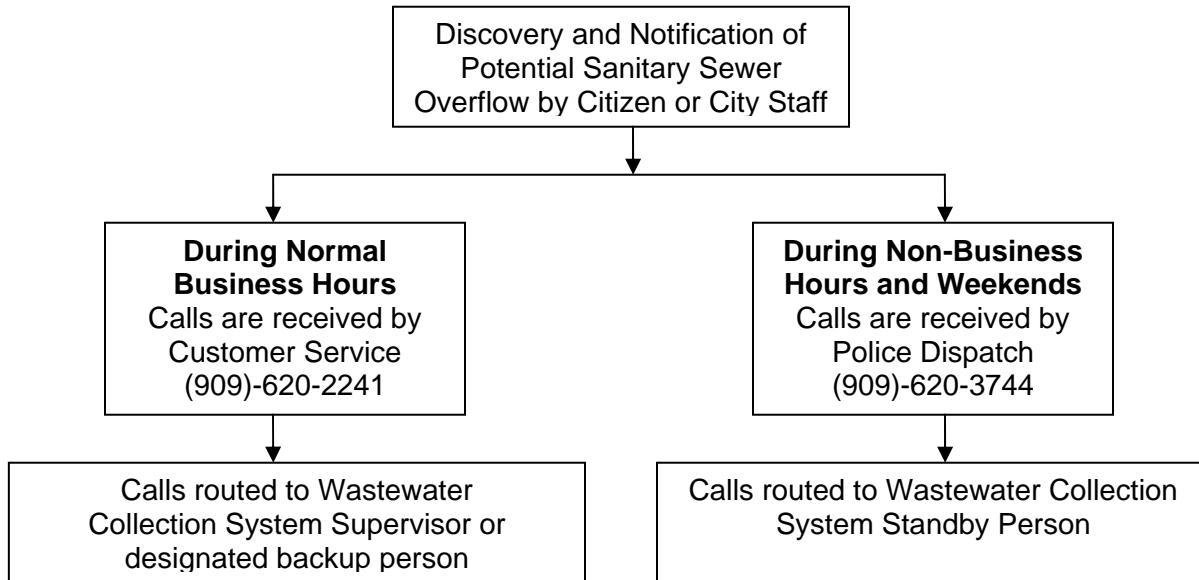 Discovery and Notification of
Potential Sanitary Sewer
Overflow by Citizen or City Staff
During Normal
Business Hours
Calls are received by
Customer Service
(909)-620-2241
During Non-Business
Hours and Weekends
Calls are received by
Police Dispatch
(909)-620-3744
Calls routed to Wastewater
Collection System Supervisor or
designated backup person
Calls routed to Wastewater Collection
System Standby Person